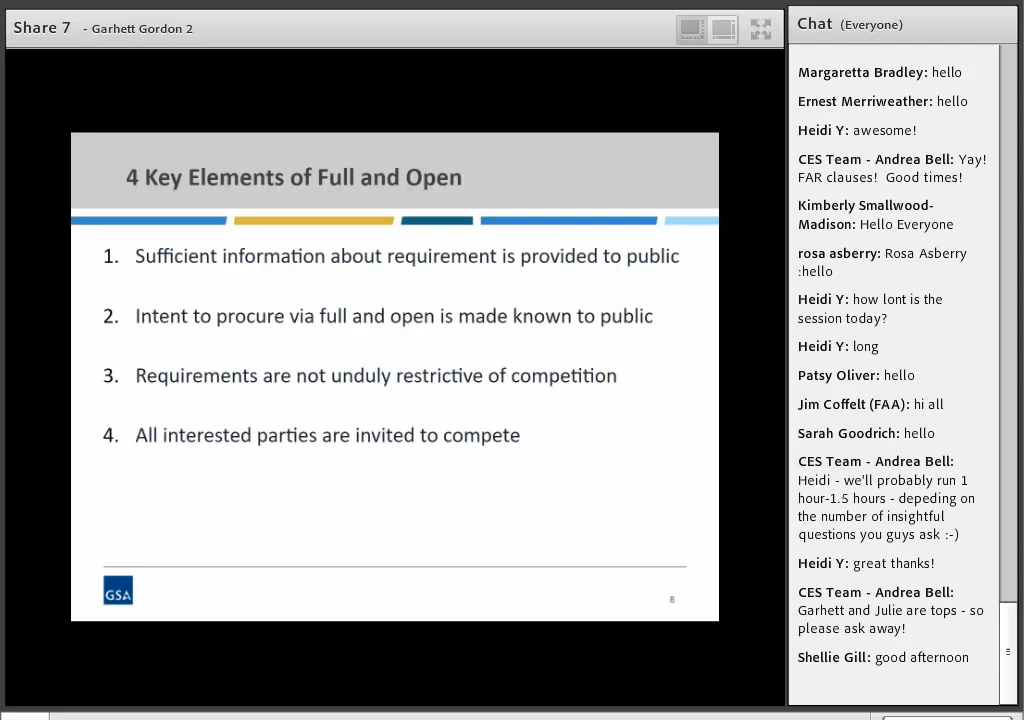 Share 7 - Garhett Gordon 2
4 Key Elements of Full and Open
1. Sufficient information about requirement is provided to public
2. Intent to procure via full and open is made known to public
3. Requirements are not unduly restrictive of competition
4. All interested parties are invited to compete
GSA
8
Chat (Everyone)
Margaretta Bradley: hello
Ernest Merriweather: hello
Heidi Y: awesome!
CES Team - Andrea Bell: Yay!
FAR clauses! Good times!
Kimberly Smallwood-
Madison: Hello Everyone
rosa asberry: Rosa Asberry
:hello
Heidi Y: how lont is the
session today?
Heidi Y: long
Patsy Oliver: hello
Jim Coffelt (FAA): hi all
Sarah Goodrich: hello
CES Team - Andrea Bell:
Heidi - we'll probably run 1
hour-1.5 hours - depeding on
the number of insightful
questions you guys ask :-)
Heidi Y: great thanks!
CES Team - Andrea Bell:
Garhett and Julie are tops - so
please ask away!
Shellie Gill: good afternoon